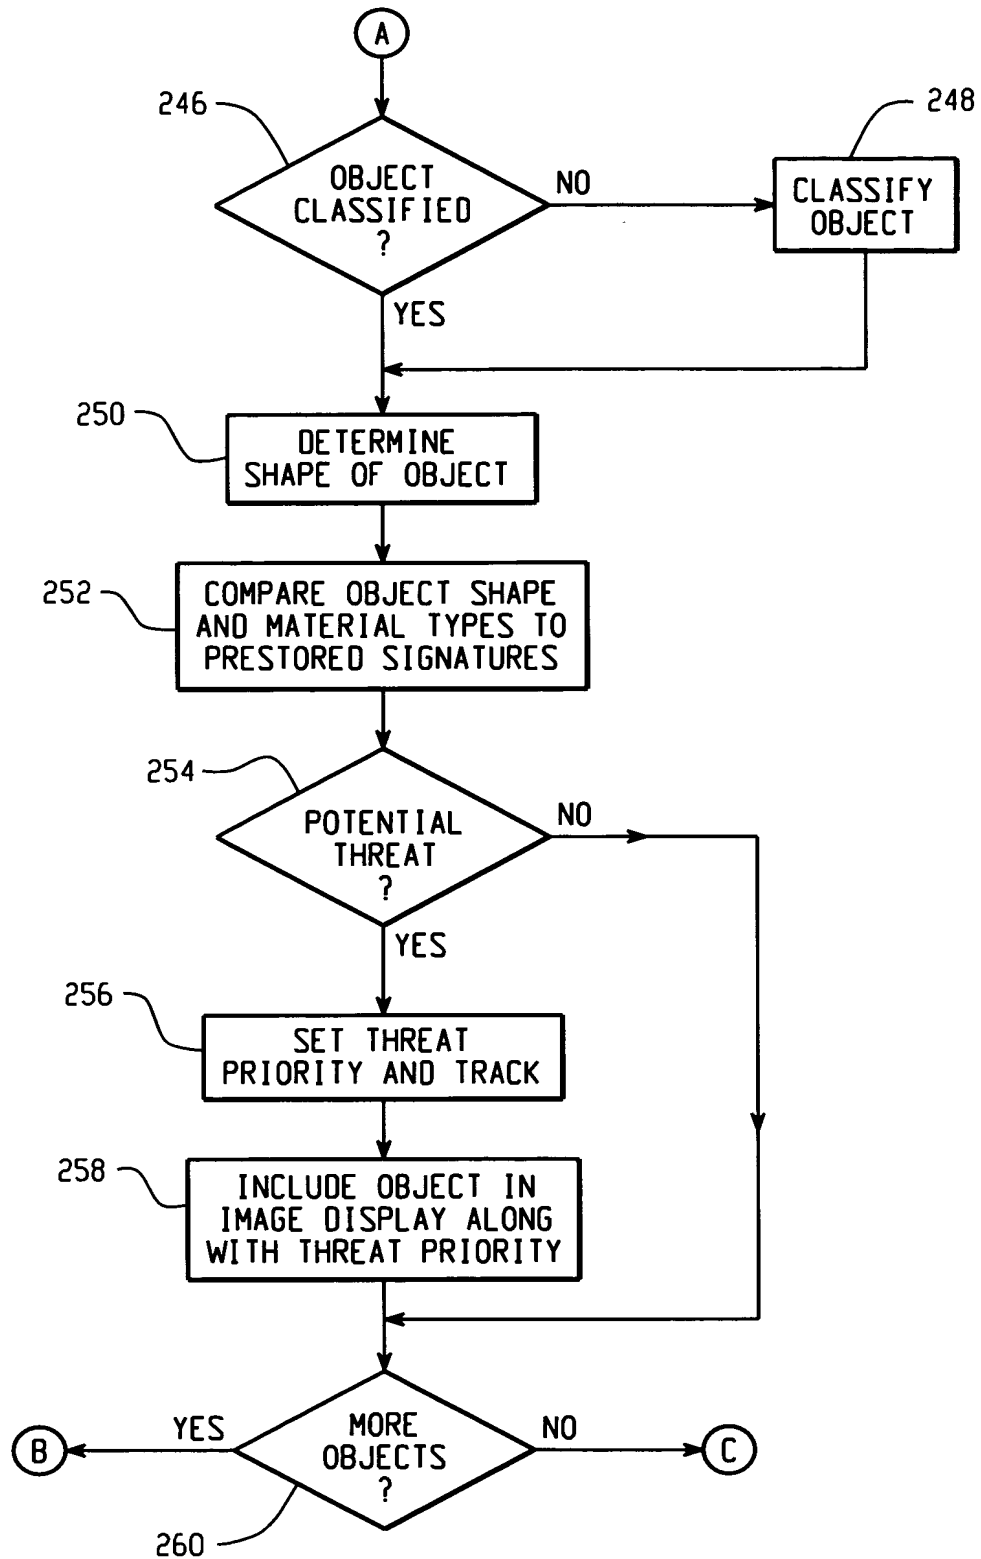 A
246
OBJECT
CLASSIFIED
?
NO
248
CLASSIFY
OBJECT
YES
250
DETERMINE
SHAPE OF OBJECT
252
COMPARE OBJECT SHAPE
AND MATERIAL TYPES TO
PRESTORED SIGNATURES
254
POTENTIAL
THREAT
?
NO
YES
256
SET THREAT
PRIORITY AND TRACK
258
INCLUDE OBJECT IN
IMAGE DISPLAY ALONG
WITH THREAT PRIORITY
B
YES
MORE
OBJECTS
?
NO
C
260